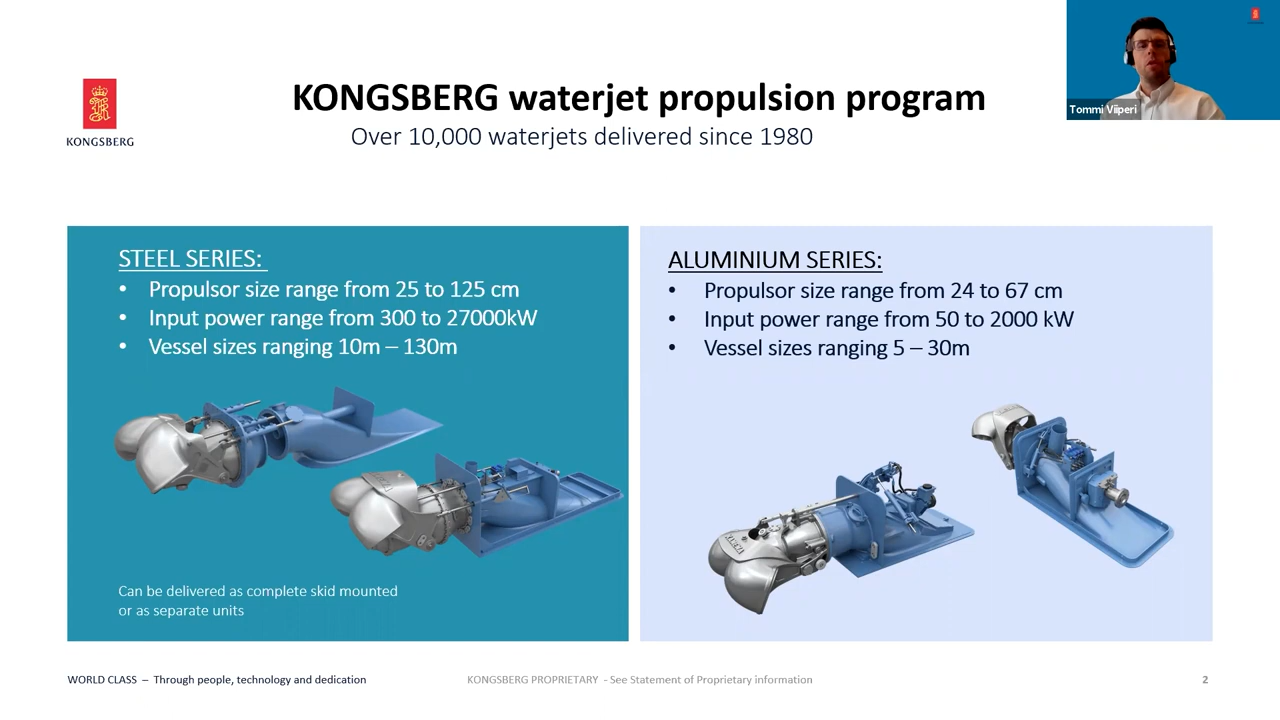 KONGSBERG waterjet propulsion program
Over 10,000 waterjets delivered since 1980
KONGSBERG
Tommi Viiperi
STEEL SERIES:
• Propulsor size range from 25 to 125 cm
• Input power range from 300 to 27000kW
• Vessel sizes ranging 10m – 130m
Can be delivered as complete skid mounted
or as separate units
ALUMINIUM SERIES:
• Propulsor size range from 24 to 67 cm
• Input power range from 50 to 2000 kW
• Vessel sizes ranging 5 – 30m
WORLD CLASS – Through people, technology and dedication
KONGSBERG PROPRIETARY - See Statement of Proprietary information
2